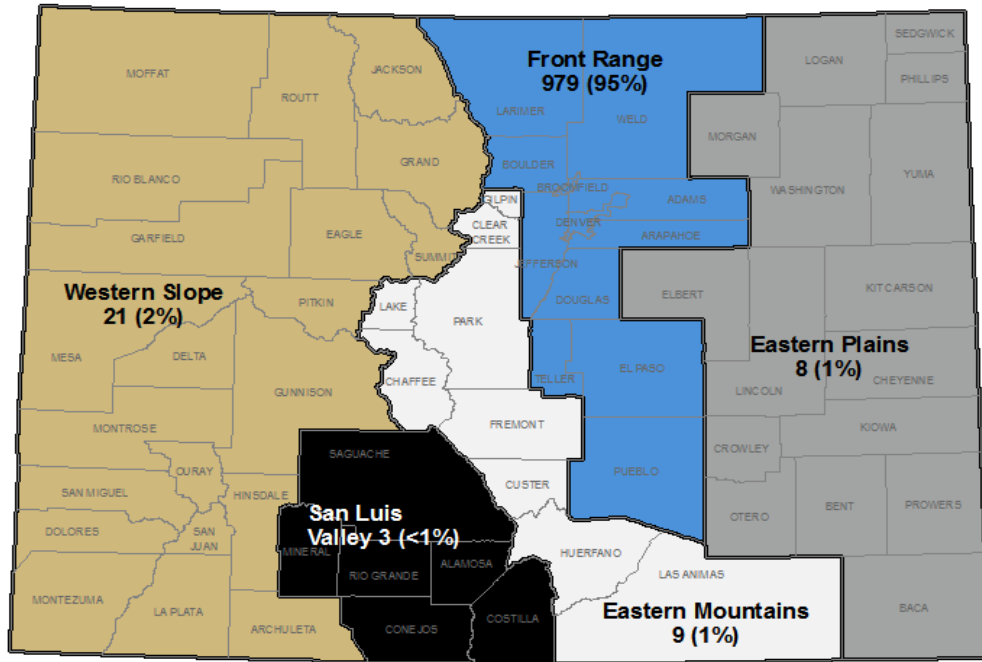 Front Range
979 (95%)
SEDGWICK
LOGAN
PHILLIPS
MOFFAT
JACKSON
ROUTT
LARIMER
WELD
MORGAN
GRAND
BOULDER
YUMA
RIO BLANCO
BROOMFIELD
WASHINGTON
GILPIN
ADAMS
CLEAR
CREEK
DENVER
EAGLE
GARFIELD
ARAPAHOE
SUMMIT
JEFFERSON
KIT CARSON
Western Slope
21 (2%)
PITKIN
LAKE
DOUGLAS
ELBERT
PARK
Eastern Plains
8 (1%)
MESA
DELTA
EL PASO
TELLER
CHEYENNE
CHAFFEE
LINCOLN
GUNNISON
FREMONT
MONTROSE
KIOWA
CROWLEY
SAGUACHE
OURAY
PUEBLO
CUSTER
SAN MIGUEL
HINSDALE
BENT
PROWERS
OTERO
San Luis
Valley 3 (<1%)
DOLORES
SAN
JUAN
MINERAL
HUERFANO
ALAMOSA
LAS ANIMAS
RIO GRANDE
MONTEZUMA
LA PLATA
BACA
Eastern Mountains
9 (1%)
COSTILLA
ARCHULETA
CONEJOS